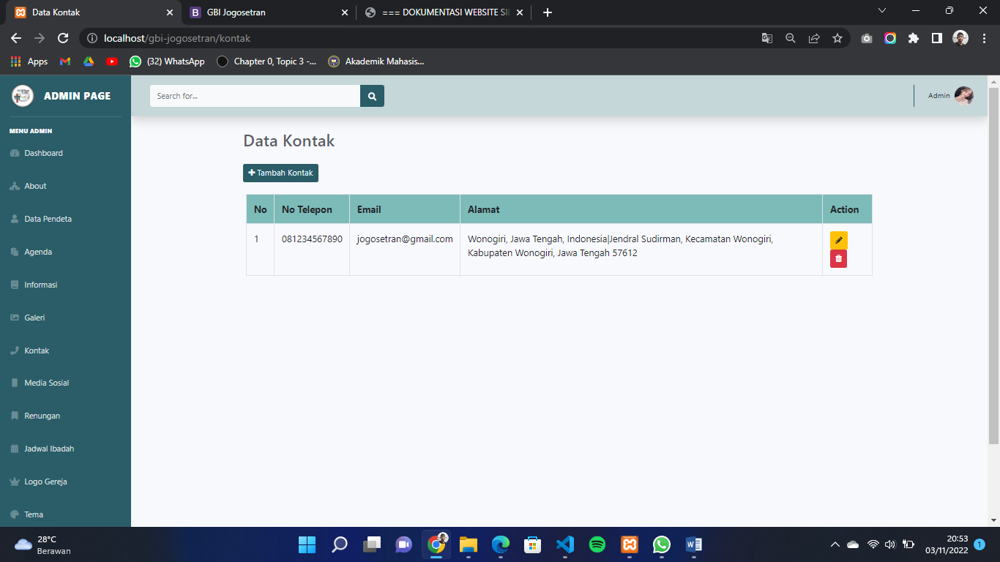 Data Kontak
GBI Jogosetran
=== DOKUMENTASI WEBSITE SI
localhost/gbi-jogosetran/kontak
Apps
(32) WhatsApp
Chapter 0, Topic 3 -...
Akademik Mahasis...
ADMIN PAGE
Search for...
Admin
MENU ADMIN
Dashboard
About
Data Pendeta
Agenda
Informasi
Galeri
Kontak
Media Sosial
Renungan
Jadwal Ibadah
Logo Gereja
Tema
Data Kontak
Tambah Kontak
No No Telepon Email Alamat Action
1 081234567890 jogosetran@gmail.com Wonogiri, Jawa Tengah, Indonesia|Jendral Sudirman, Kecamatan Wonogiri,
Kabupaten Wonogiri, Jawa Tengah 57612
28°C
Berawan
20:53
03/11/2022
1